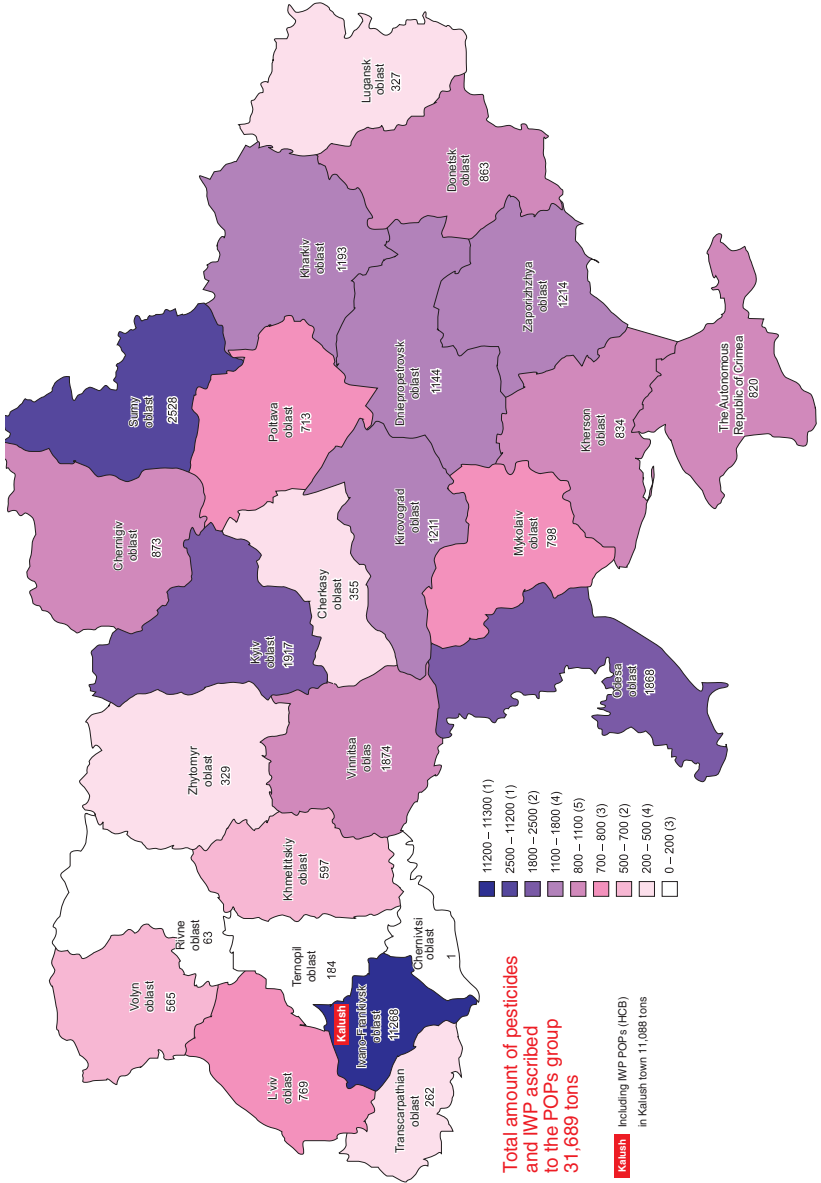 Lugansk
oblast
327
Donetsk
oblast
863
Kharkiv
oblast
1193
Zaporizhzhya
oblast
1214
Dniepropetrovsk
oblast
1144
Sumy
oblast
2528
Poltava
oblast
713
Kherson
oblast
834
The Autonomous
Republic of Crimea
820
Chernigiv
oblast
873
Kirovograd
oblast
1211
Mykolaiv
oblast
798
Cherkasy
oblast
355
Kyiv
oblast
1917
Odesa
oblast
1868
Zhytomyr
oblast
329
Vinnitsa
oblas
1874
Khmeltitskiy
oblast
597
Rivne
oblast
63
Ternopil
oblast
184
Chernivtsi
oblast
1
Volyn
oblast
565
Kalush
Ivano-Frankivsk
oblast
11268
L'viv
oblast
769
Transcarpathian
oblast
262
11200 – 11300 (1)
2500 – 11200 (1)
1800 – 2500 (2)
1100 – 1800 (4)
800 – 1100 (5)
700 – 800 (3)
500 – 700 (2)
200 – 500 (4)
0 – 200 (3)
Total amount of pesticides
and IWP ascribed
to the POPs group
31,689 tons
Kalush Including IWP POPs (HCB)
in Kalush town 11,088 tons